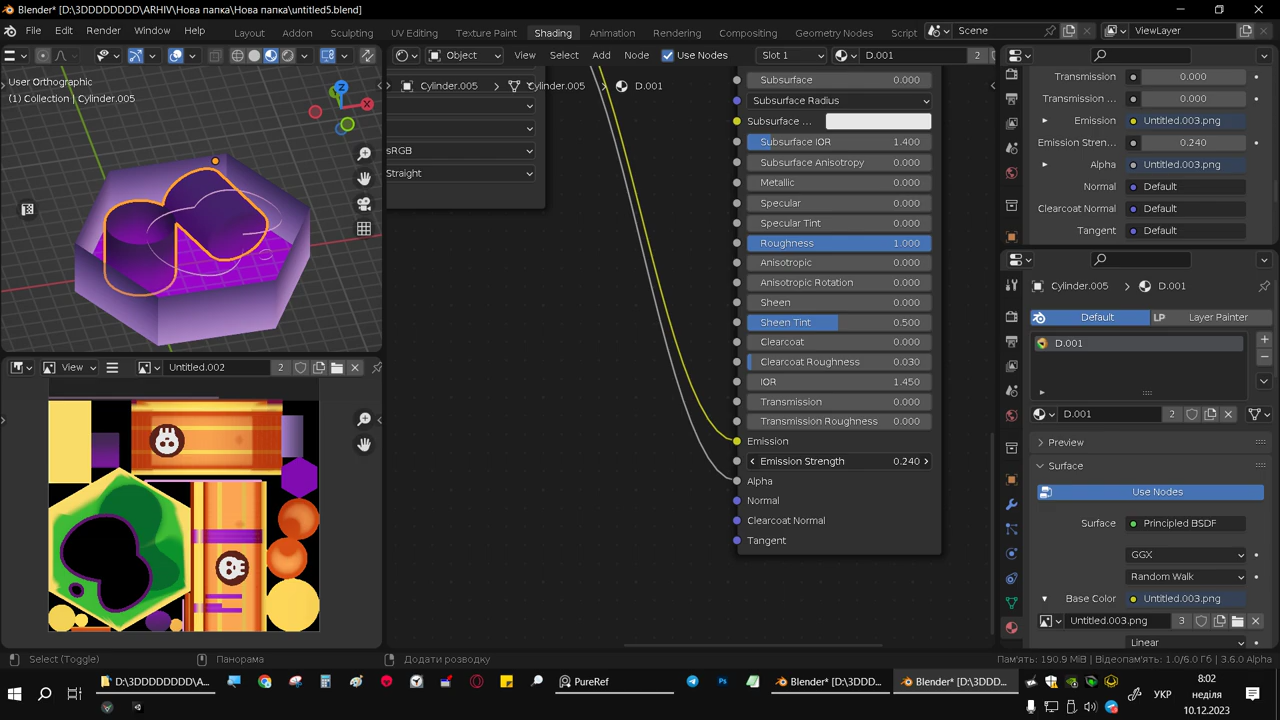 Blender* [D:\3DDDDDDDD\ARHIV\Нова папка\Нова папка\untitled5.blend]
File Edit Render Window Help Layout Modeling Sculpting UV Editing Texture Paint Shading Animation Rendering Compositing Geometry Nodes Scene ViewLayer
Object View Select Add Node Use Nodes Slot 1 D.001 2
User Orthographic
(1) Collection | Cylinder.005
Cylinder.005 > Cylinder.005 > D.001
sRGB
Straight
Subsurface 0.000
Subsurface Radius
Subsurface ...
Subsurface IOR 1.400
Subsurface Anisotropy 0.000
Metallic 0.000
Specular 0.000
Specular Tint 0.000
Roughness 1.000
Anisotropic 0.000
Anisotropic Rotation 0.000
Sheen 0.000
Sheen Tint 0.500
Clearcoat 0.000
Clearcoat Roughness 0.030
IOR 1.450
Transmission 0.000
Transmission Roughness 0.000
Emission
Emission Strength 0.240
Alpha
Normal
Clearcoat Normal
Tangent
Transmission 0.000
Transmission ... 0.000
Emission Untitled.003.png
Emission Stren... 0.240
Alpha Untitled.003.png
Normal Default
Clearcoat Normal Default
Tangent Default
Cylinder.005 > D.001
Default LP Layer Painter
D.001
D.001 2
Preview
Surface
Use Nodes
Surface Principled BSDF
GGX
Random Walk
Base Color Untitled.003.png
Untitled.003.png 3
Linear
View Untitled.002 2
Select (Toggle) Панорама Додати розводку Пам'ять: 190.9 MiB | Відеопам'ять: 1.0/6.0 Гб | 3.6.0 Alpha
D:\3DDDDDDDD\A... PureRef Blender* [D:\3DDD... Blender* [D:\3DDD... УКР
8:02
неділя
10.12.2023